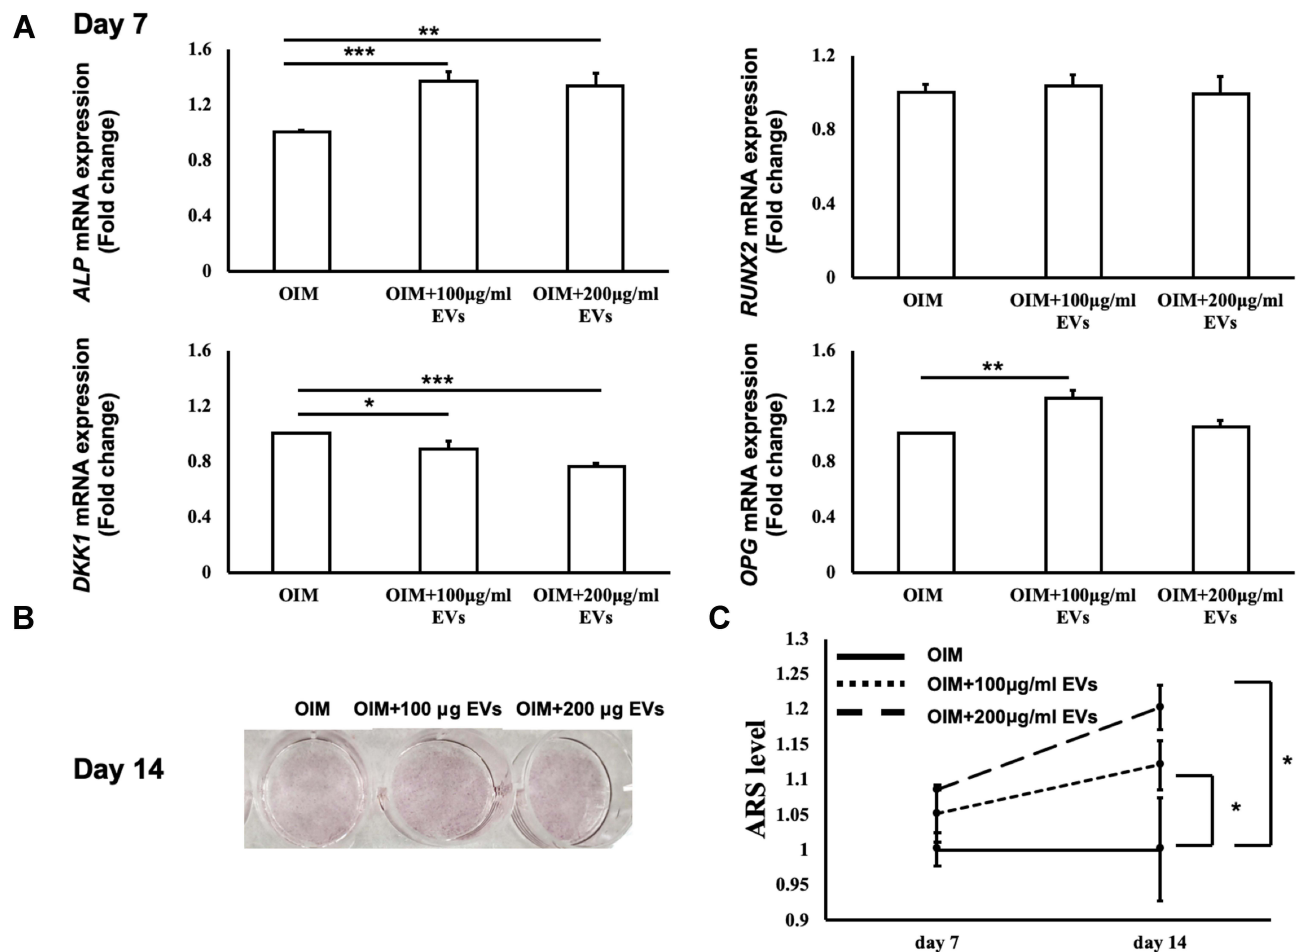 A
Day 7
ALP mRNA expression
(Fold change)
1.6
1.2
0.8
0.4
0
***
**
OIM
OIM+100µg/ml
EVs
OIM+200µg/ml
EVs
RUNX2 mRNA expression
(Fold change)
1.2
0.8
0.4
0
OIM
OIM+100µg/ml
EVs
OIM+200µg/ml
EVs
DKK1 mRNA expression
(Fold change)
1.6
1.2
0.8
0.4
0
***
*
OIM
OIM+100µg/ml
EVs
OIM+200µg/ml
EVs
OPG mRNA expression
(Fold change)
1.6
1.2
0.8
0.4
0
**
OIM
OIM+100µg/ml
EVs
OIM+200µg/ml
EVs
B
Day 14
OIM
OIM+100 µg EVs
OIM+200 µg EVs
C
ARS level
1.3
1.25
1.2
1.15
1.1
1.05
1
0.95
0.9
OIM
OIM+100µg/ml EVs
OIM+200µg/ml EVs
*
*
day 7
day 14